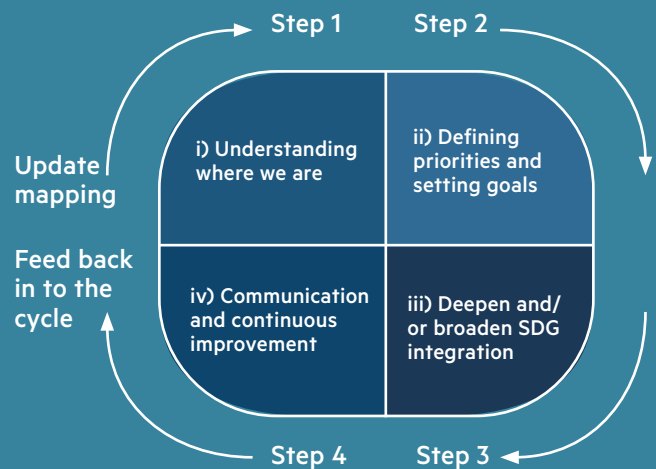 Step 1
Step 2
i) Understanding
where we are
ii) Defining
priorities and
setting goals
Update
mapping
Feed back
in to the
cycle
iv) Communication
and continuous
improvement
iii) Deepen and/
or broaden SDG
integration
Step 4
Step 3